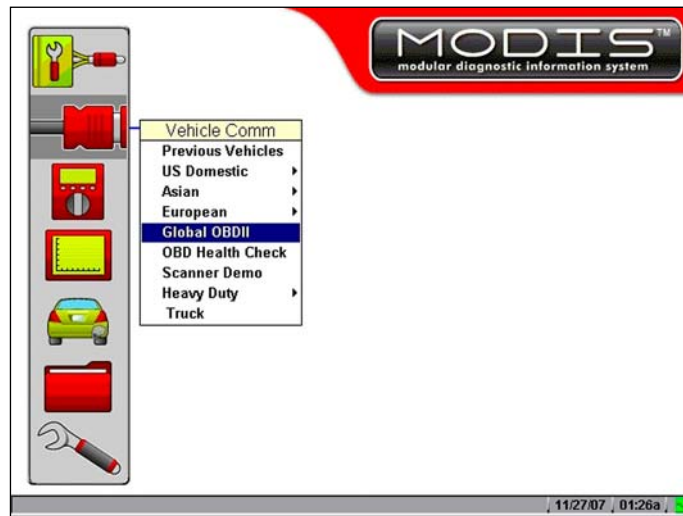 MODIS™
modular diagnostic information system
Vehicle Comm
Previous Vehicles
US Domestic
Asian
European
Global OBDII
OBD Health Check
Scanner Demo
Heavy Duty
Truck
11/27/07 01:26a